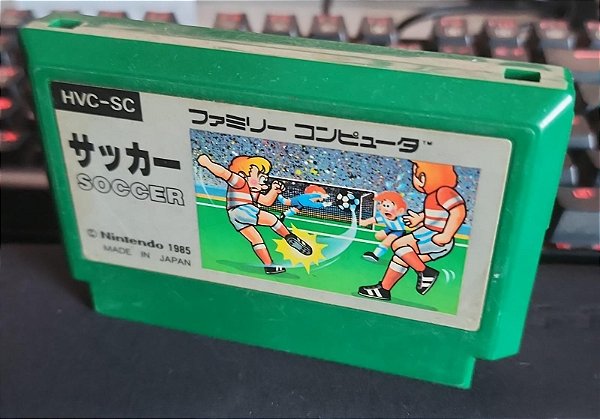 HVC-SC
ファミリー コンピュータ™
サッカー
SOCCER
© Nintendo 1985
MADE IN JAPAN